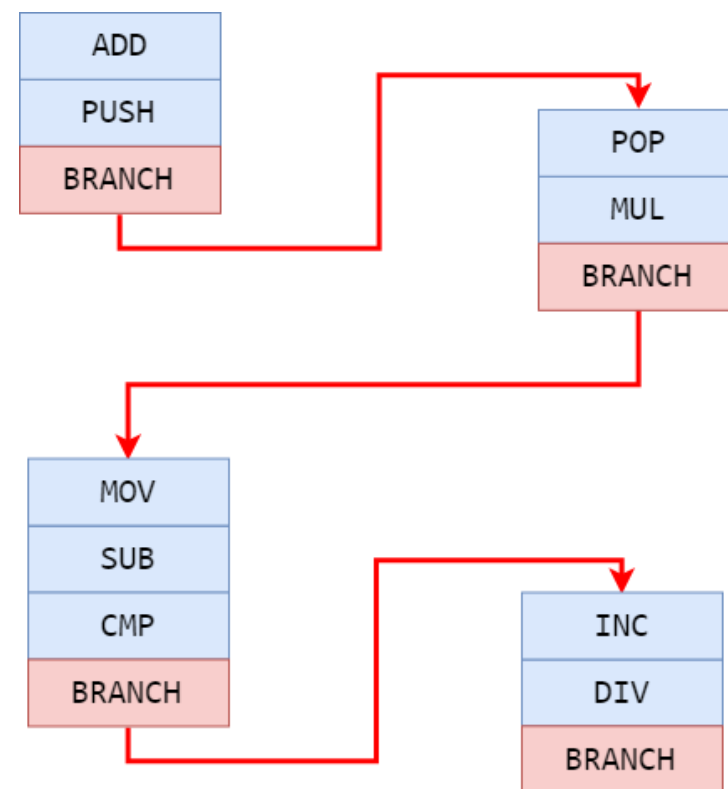 ADD
PUSH
BRANCH
POP
MUL
BRANCH
MOV
SUB
CMP
BRANCH
INC
DIV
BRANCH